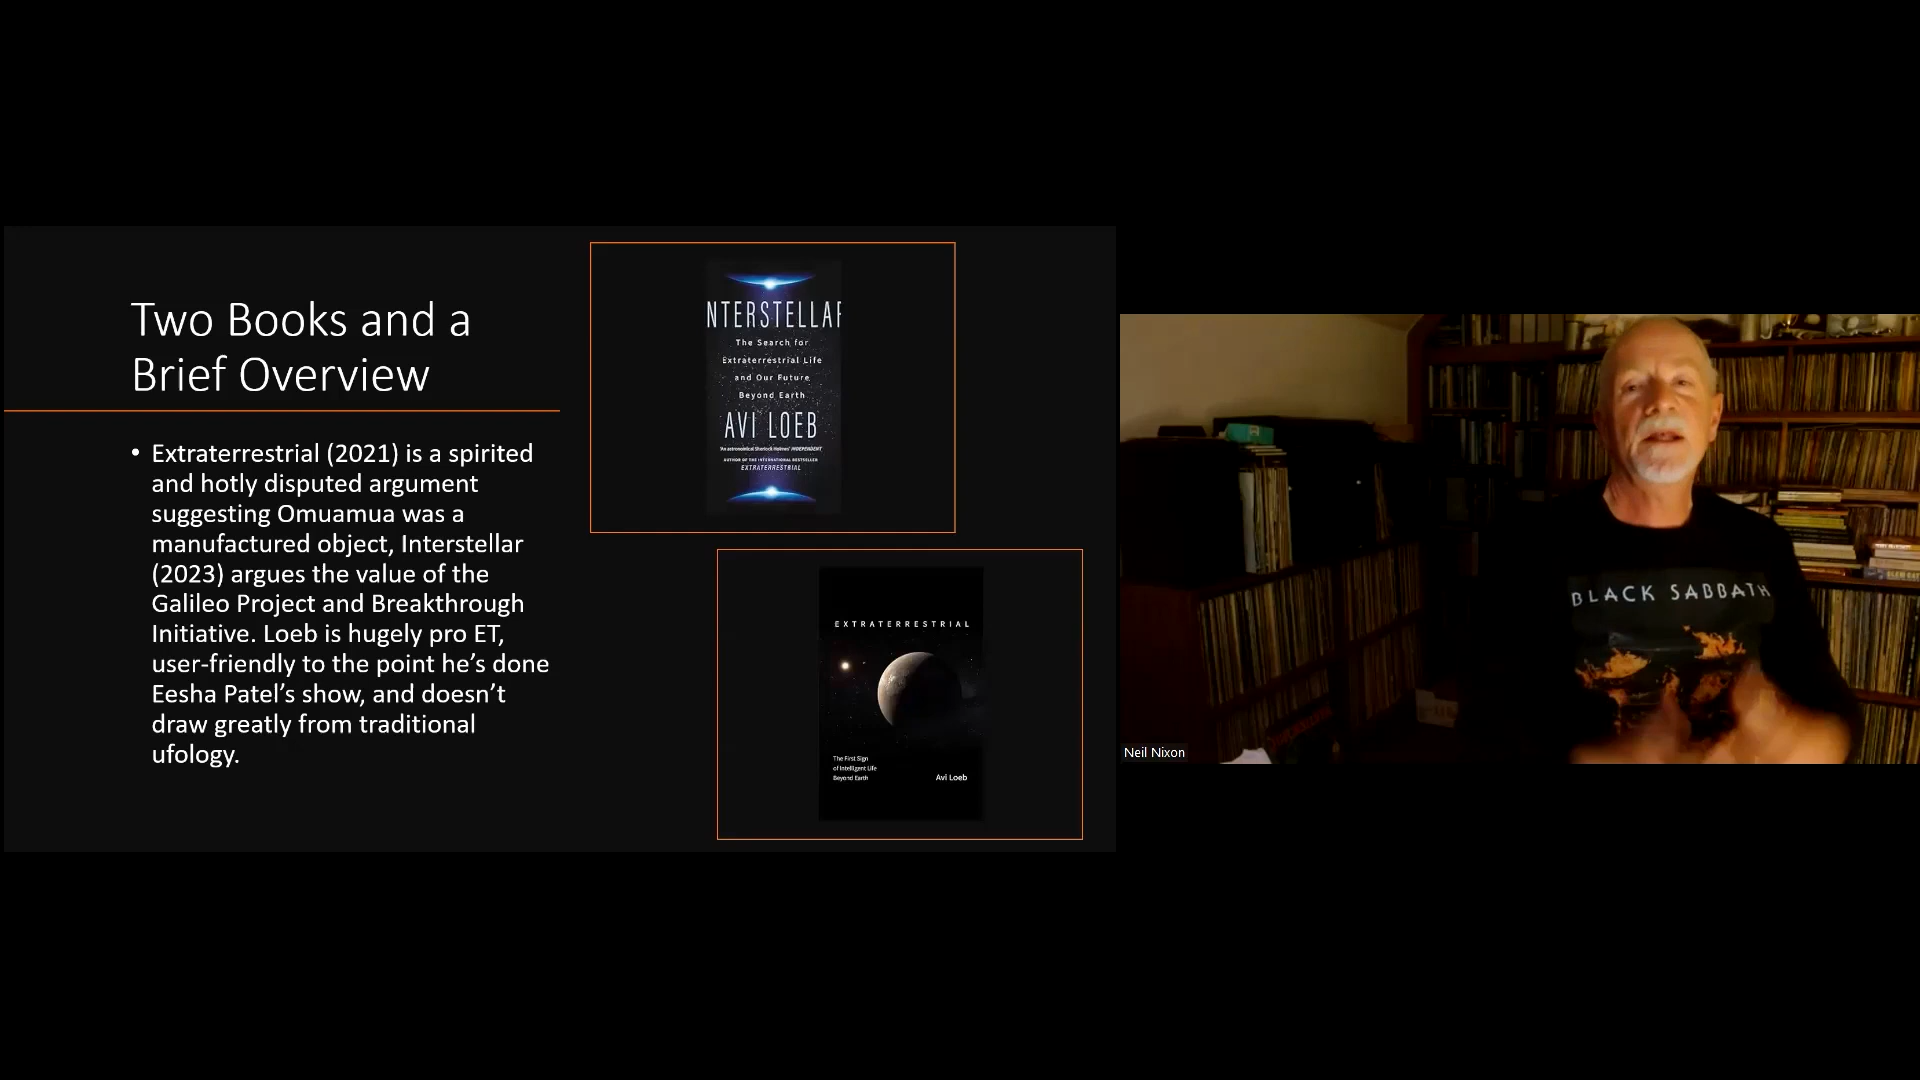 Two Books and a
Brief Overview
• Extraterrestrial (2021) is a spirited
and hotly disputed argument
suggesting Omuamua was a
manufactured object, Interstellar
(2023) argues the value of the
Galileo Project and Breakthrough
Initiative. Loeb is hugely pro ET,
user-friendly to the point he's done
Eesha Patel's show, and doesn't
draw greatly from traditional
ufology.
NTERSTELLAR
The Search for
Extraterrestrial Life
and Our Future
Beyond Earth
AVI LOEB
'An astronomical Sherlock Holmes' INDEPENDENT
AUTHOR OF THE INTERNATIONAL BESTSELLER
EXTRATERRESTRIAL
EXTRATERRESTRIAL
The First Sign
of Intelligent Life
Beyond Earth
Avi Loeb
BLACK SABBATH
Neil Nixon